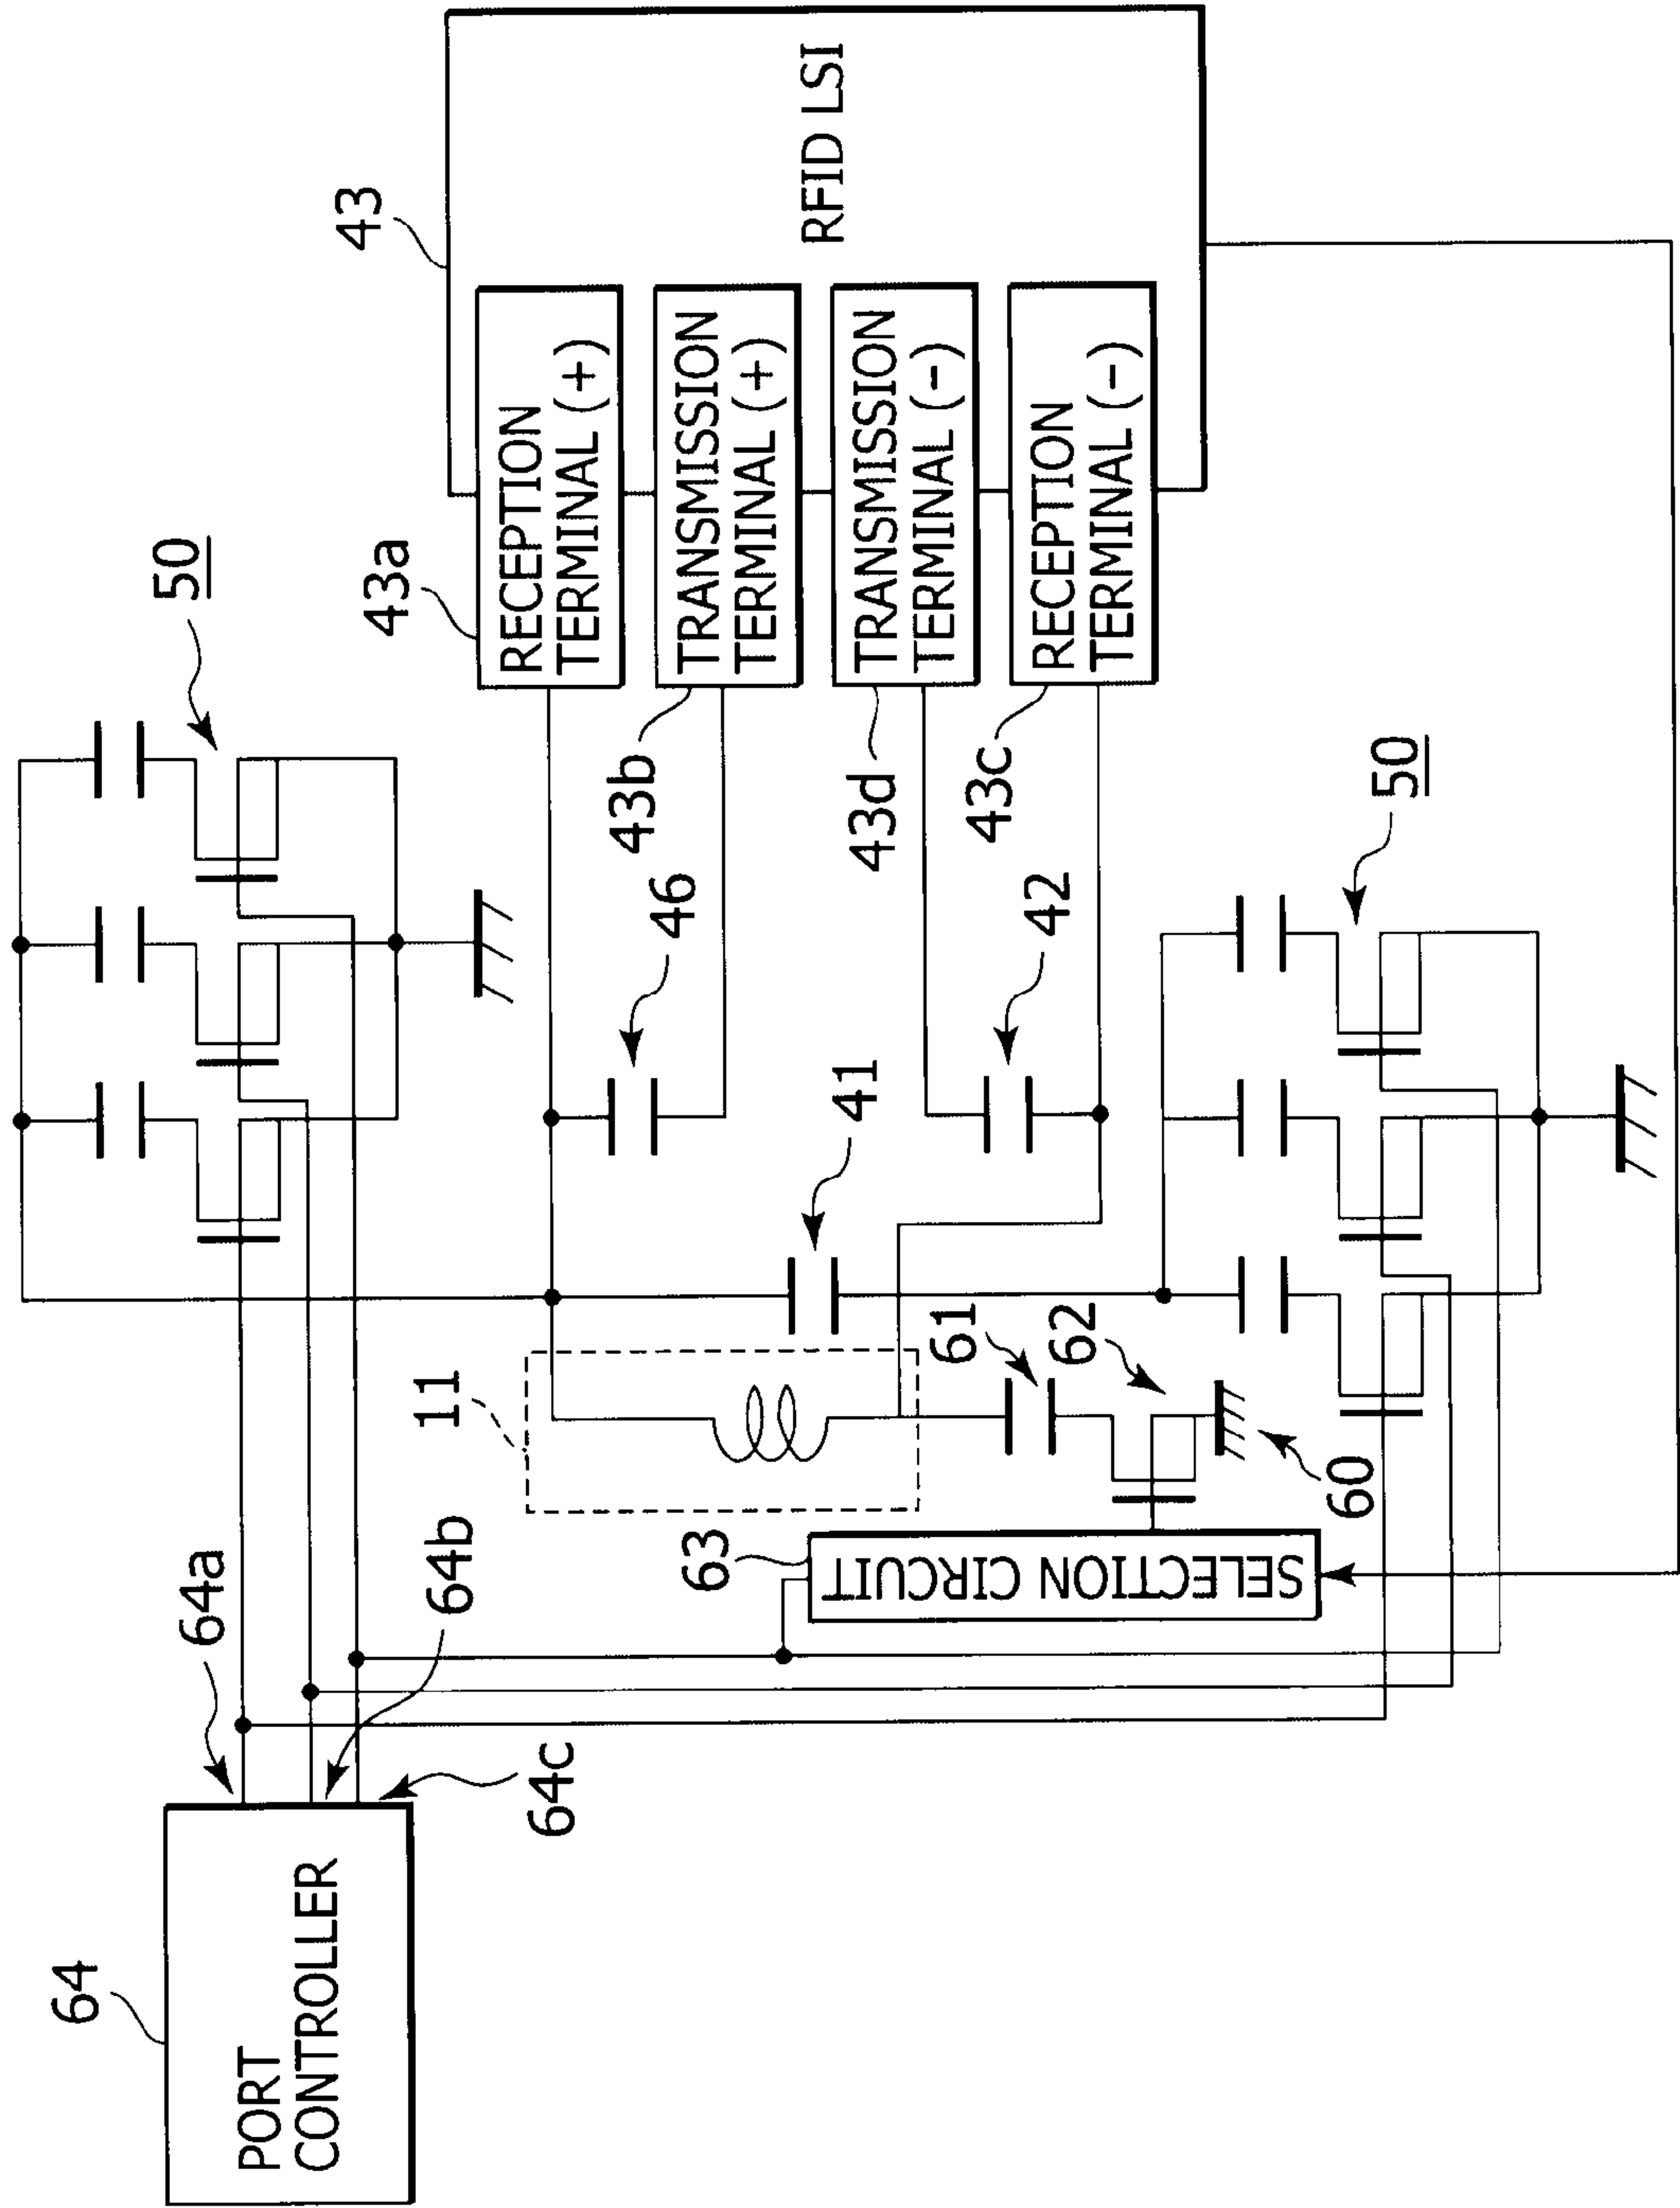 64
PORT
CONTROLLER
64a
64b
64c
50
11
63
SELECTION CIRCUIT
61
62
60
41
46
42
50
43
43a
RECEPTION
TERMINAL (+)
43b
TRANSMISSION
TERMINAL (+)
43d
TRANSMISSION
TERMINAL (-)
43c
RECEPTION
TERMINAL (-)
RFID LSI